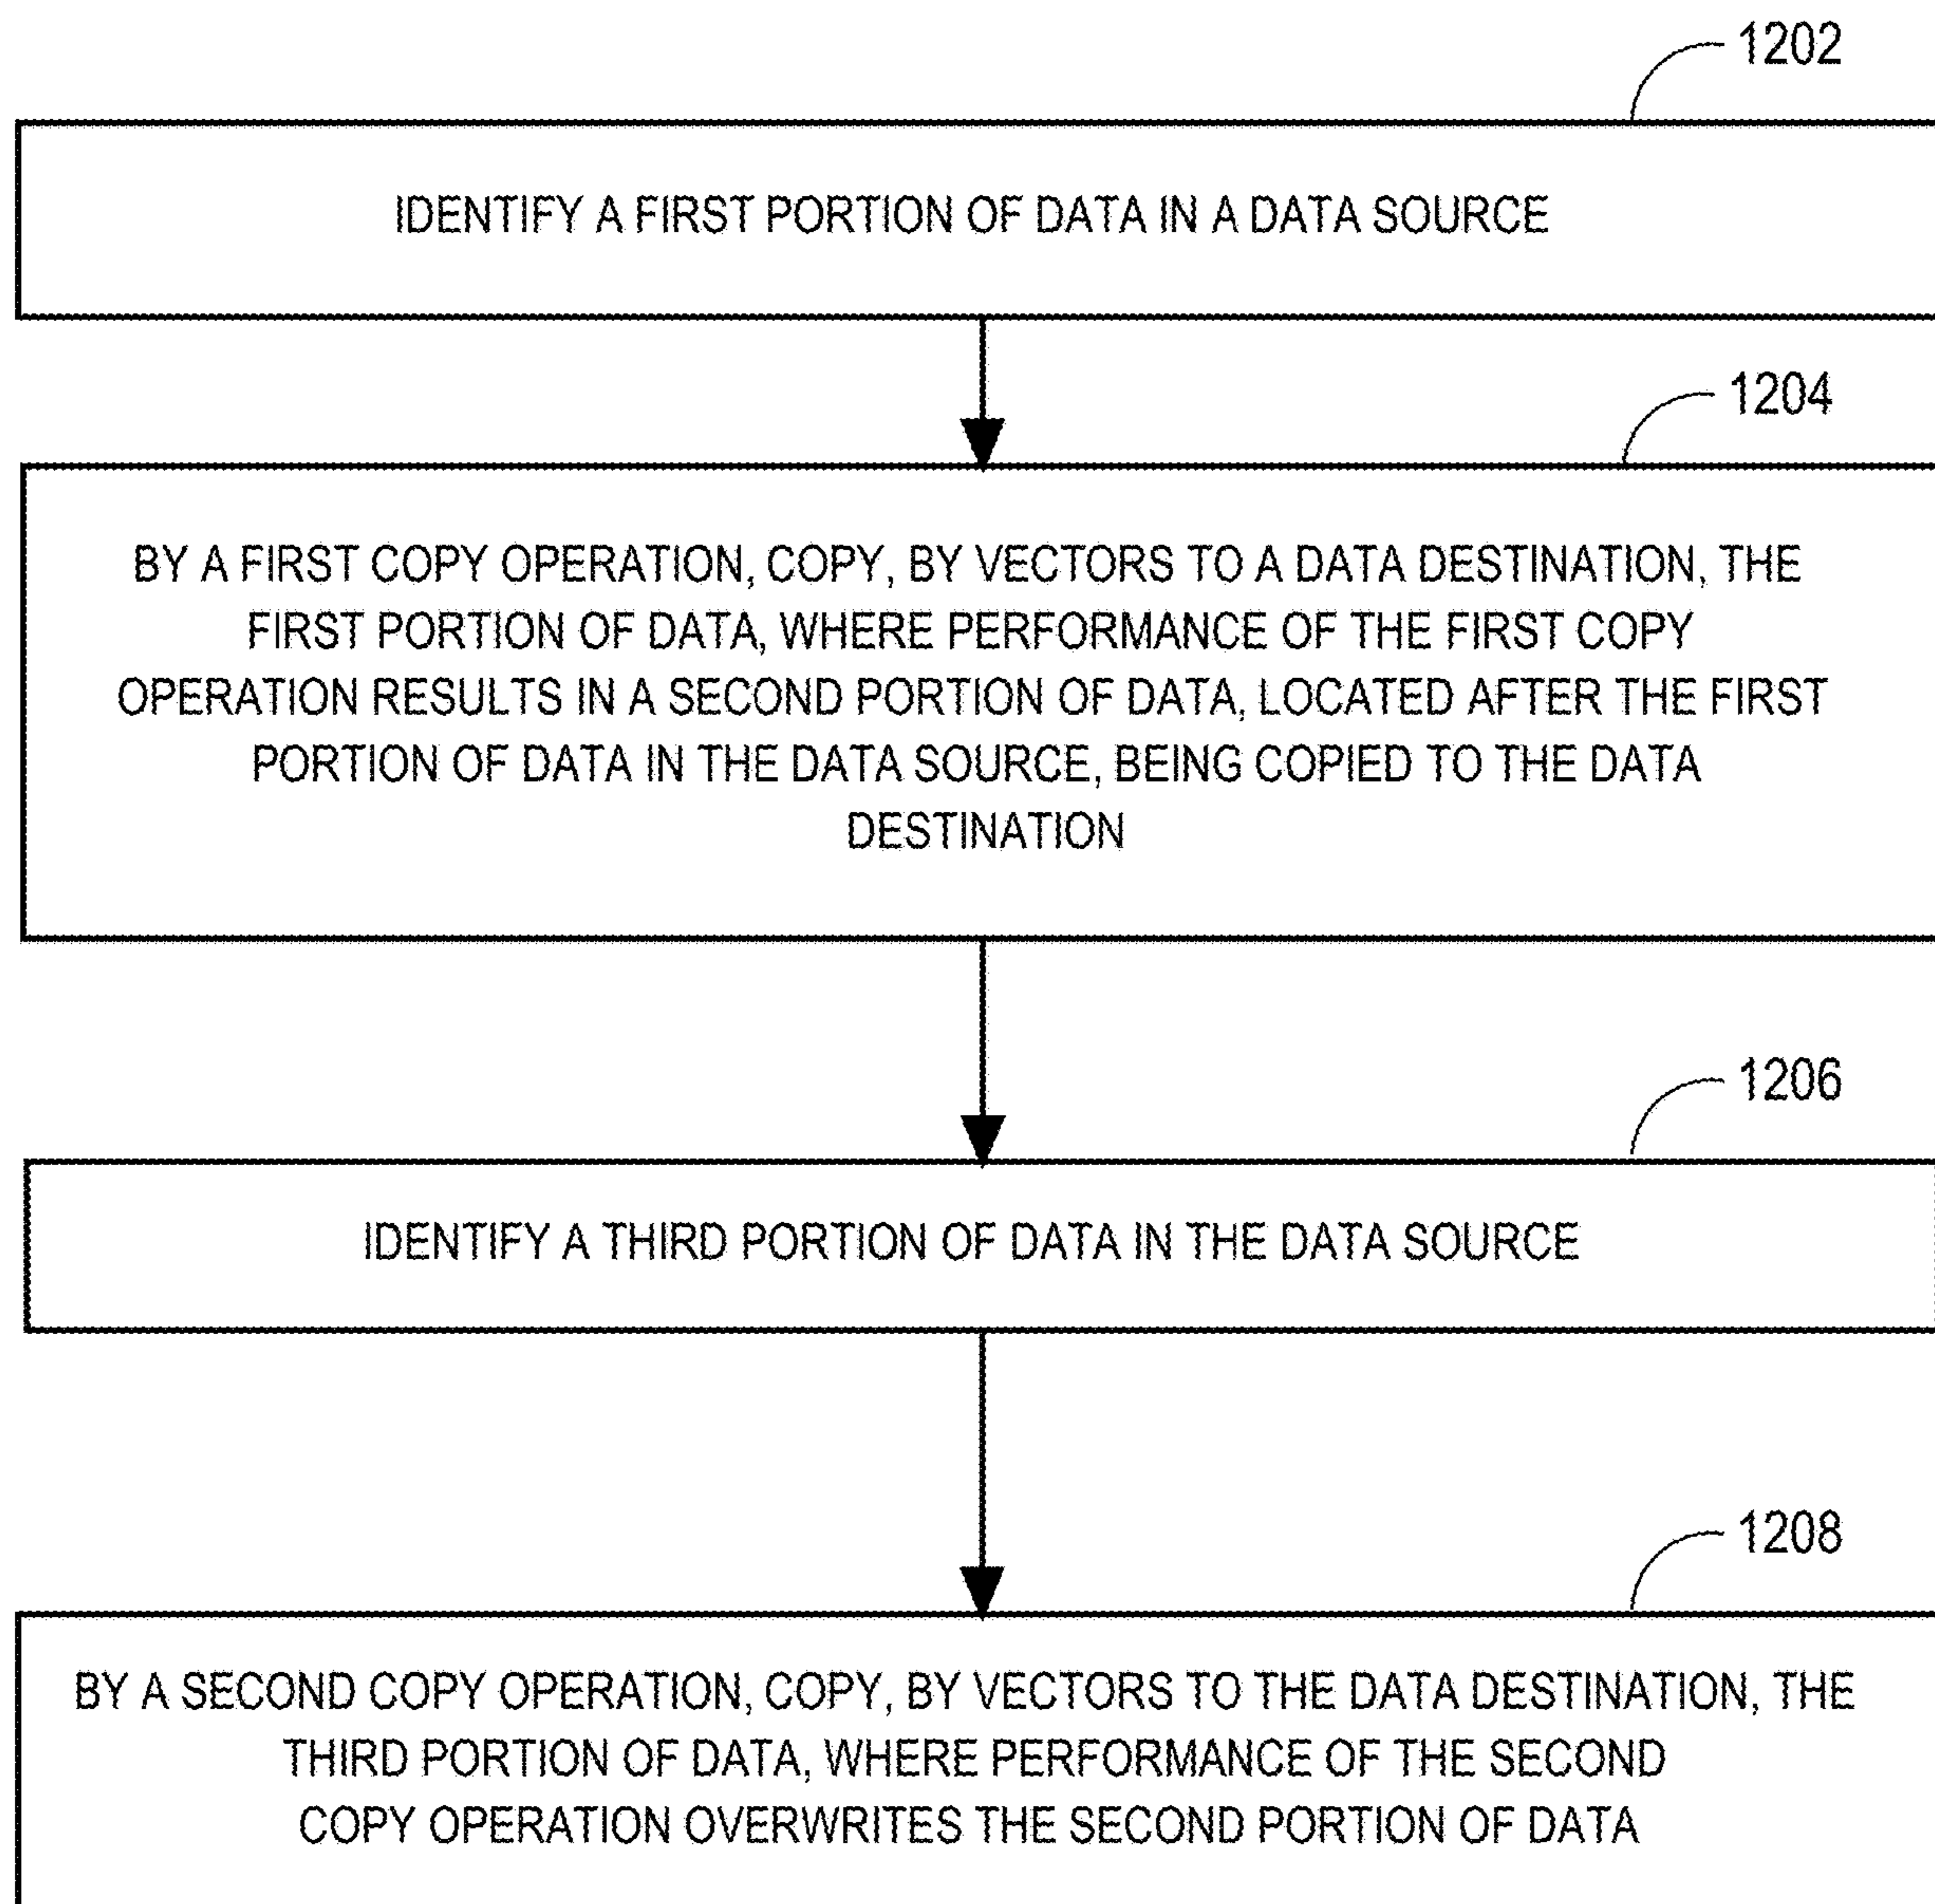 1202
IDENTIFY A FIRST PORTION OF DATA IN A DATA SOURCE
1204
BY A FIRST COPY OPERATION, COPY, BY VECTORS TO A DATA DESTINATION, THE
FIRST PORTION OF DATA, WHERE PERFORMANCE OF THE FIRST COPY
OPERATION RESULTS IN A SECOND PORTION OF DATA, LOCATED AFTER THE FIRST
PORTION OF DATA IN THE DATA SOURCE, BEING COPIED TO THE DATA
DESTINATION
1206
IDENTIFY A THIRD PORTION OF DATA IN THE DATA SOURCE
1208
BY A SECOND COPY OPERATION, COPY, BY VECTORS TO THE DATA DESTINATION, THE
THIRD PORTION OF DATA, WHERE PERFORMANCE OF THE SECOND
COPY OPERATION OVERWRITES THE SECOND PORTION OF DATA